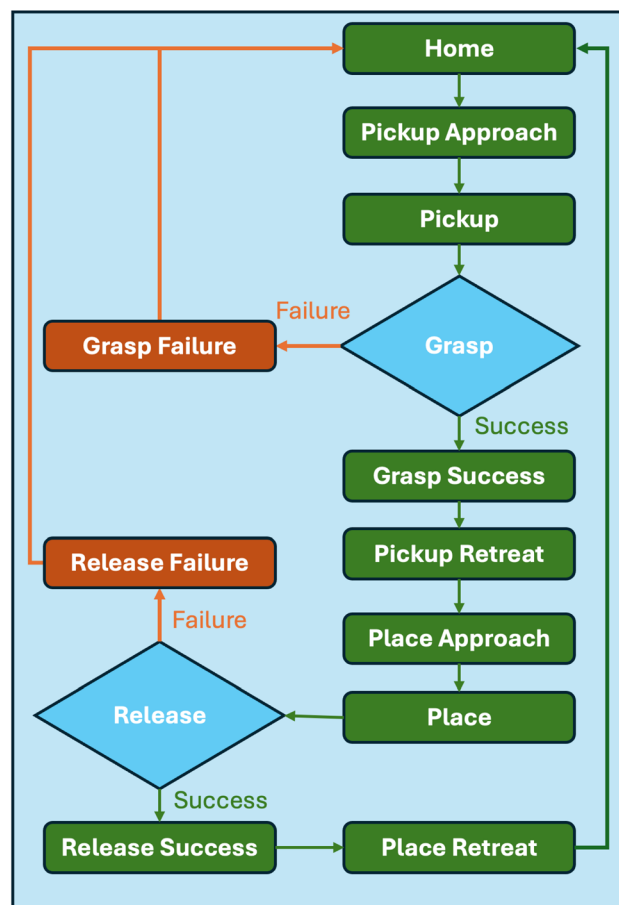 Home
Pickup Approach
Pickup
Failure
Grasp Failure
Grasp
Success
Grasp Success
Pickup Retreat
Release Failure
Failure
Place Approach
Release
Place
Success
Release Success
Place Retreat